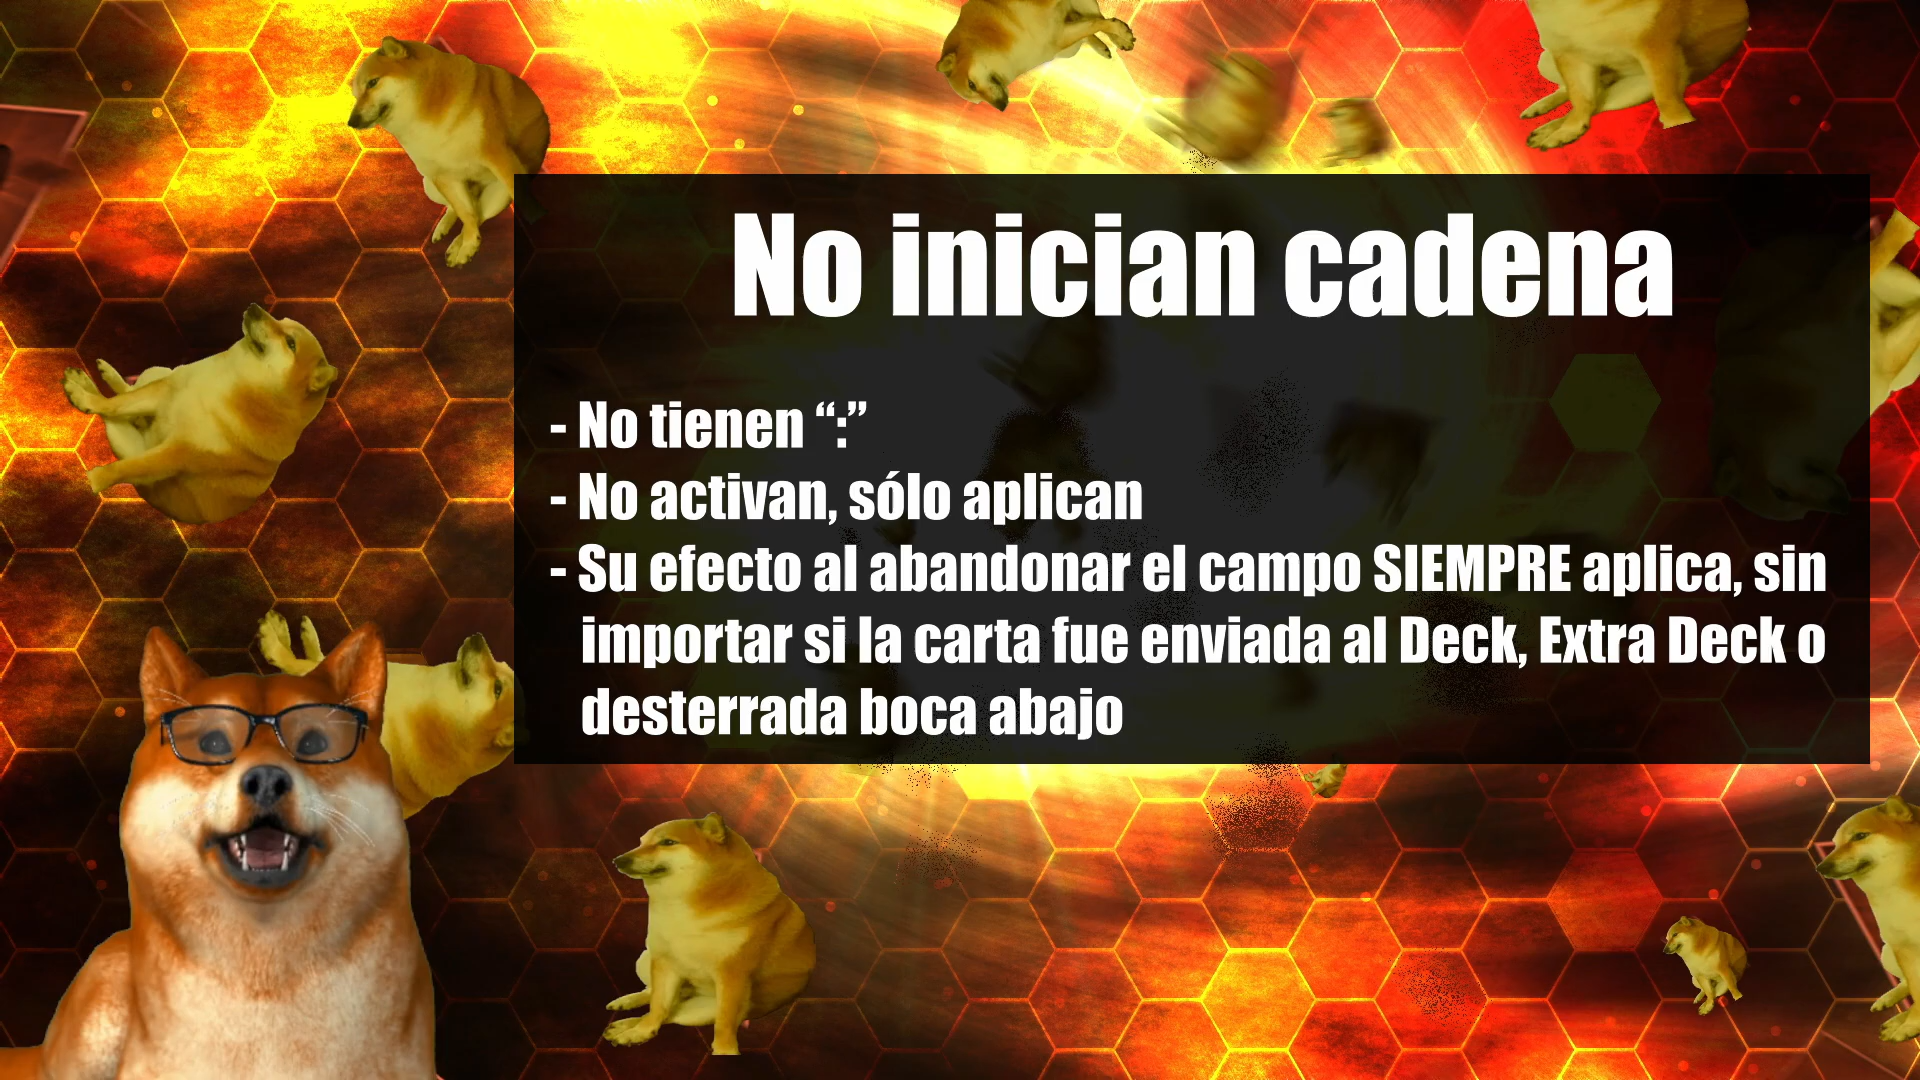 No inician cadena
- No tienen “:”
- No activan, sólo aplican
- Su efecto al abandonar el campo SIEMPRE aplica, sin
importar si la carta fue enviada al Deck, Extra Deck o
desterrada boca abajo